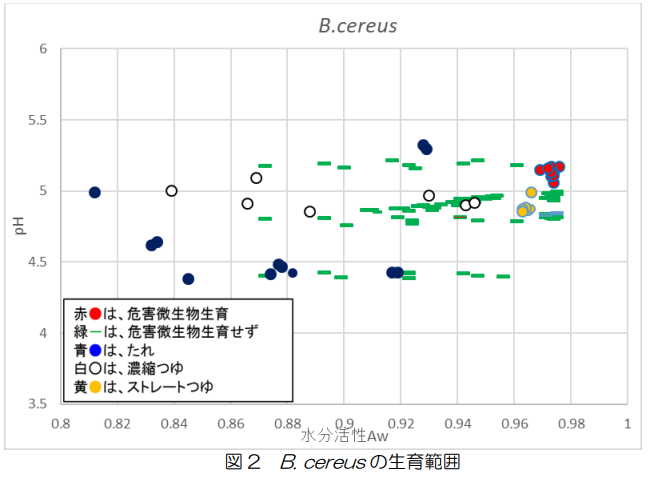 B.cereus
6
5.5
5
4.5
4
3.5
pH
赤●は、危害微生物生育
緑－は、危害微生物生育せず
青●は、たれ
白○は、濃縮つゆ
黄●は、ストレートつゆ
0.8 0.82 0.84 0.86 0.88 0.9 0.92 0.94 0.96 0.98 1
水分活性Aw
図２ B. cereusの生育範囲